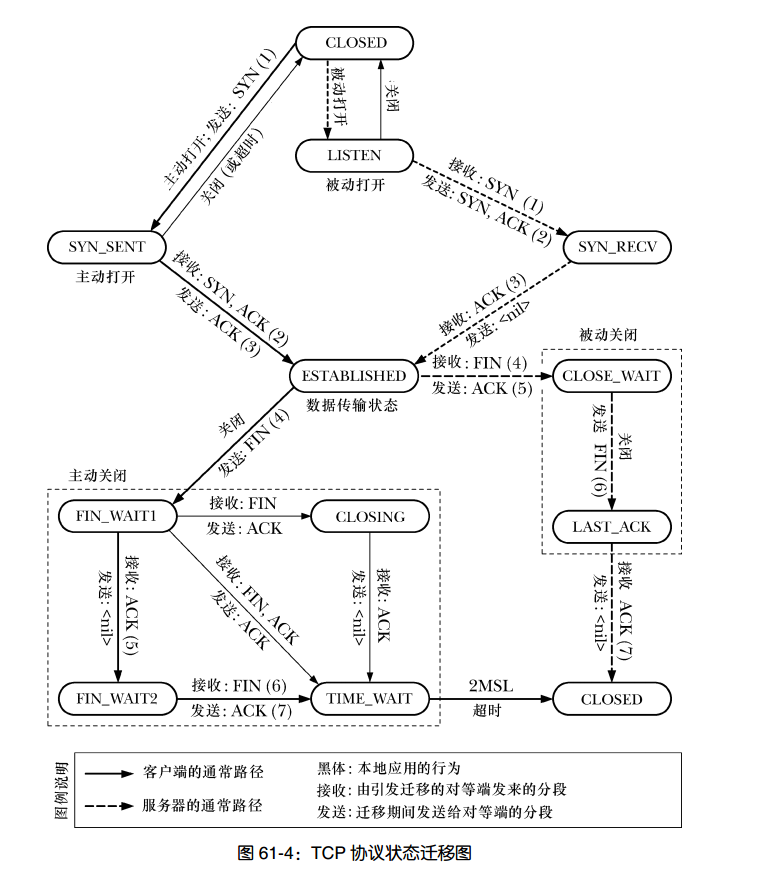 CLOSED
主动打开; 发送: SYN (1)
关闭 (或超时)
被动打开
关闭
LISTEN
被动打开
接收: SYN (1)
发送: SYN, ACK (2)
SYN_SENT
主动打开
SYN_RECV
接收: SYN, ACK (2)
发送: ACK (3)
接收: ACK (3)
发送: <nil>
ESTABLISHED
数据传输状态
接收: FIN (4)
发送: ACK (5)
被动关闭
CLOSE_WAIT
关闭
发送: FIN (4)
关闭
发送 FIN (6)
主动关闭
FIN_WAIT1
接收: FIN
发送: ACK
CLOSING
LAST_ACK
接收: ACK (5)
发送: <nil>
接收: FIN, ACK
发送: ACK
接收: ACK
接收 ACK (7)
发送: <nil>
FIN_WAIT2
接收: FIN (6)
发送: ACK (7)
TIME_WAIT
2MSL
超时
CLOSED
图例说明
客户端的通常路径
服务器的通常路径
黑体: 本地应用的行为
接收: 由引发迁移的对等端发来的分段
发送: 迁移期间发送给对等端的分段
图 61-4: TCP 协议状态迁移图